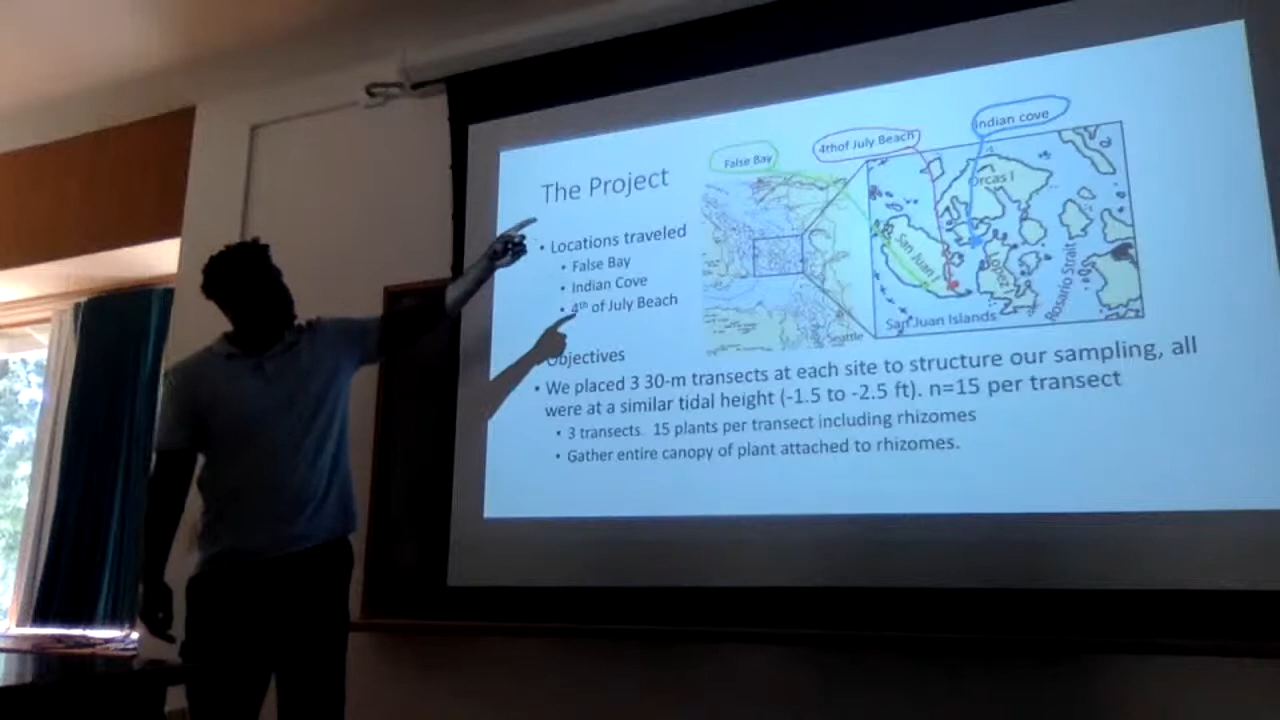 The Project
• Locations traveled
• False Bay
• Indian Cove
• 4th of July Beach
Objectives
• We placed 3 30-m transects at each site to structure our sampling, all
were at a similar tidal height (-1.5 to -2.5 ft). n=15 per transect
• 3 transects. 15 plants per transect including rhizomes
• Gather entire canopy of plant attached to rhizomes.
False Bay
4thof July Beach
Indian cove
Orcas I
San Juan I
Lopez
Rosario Strait
San Juan Islands
Seattle